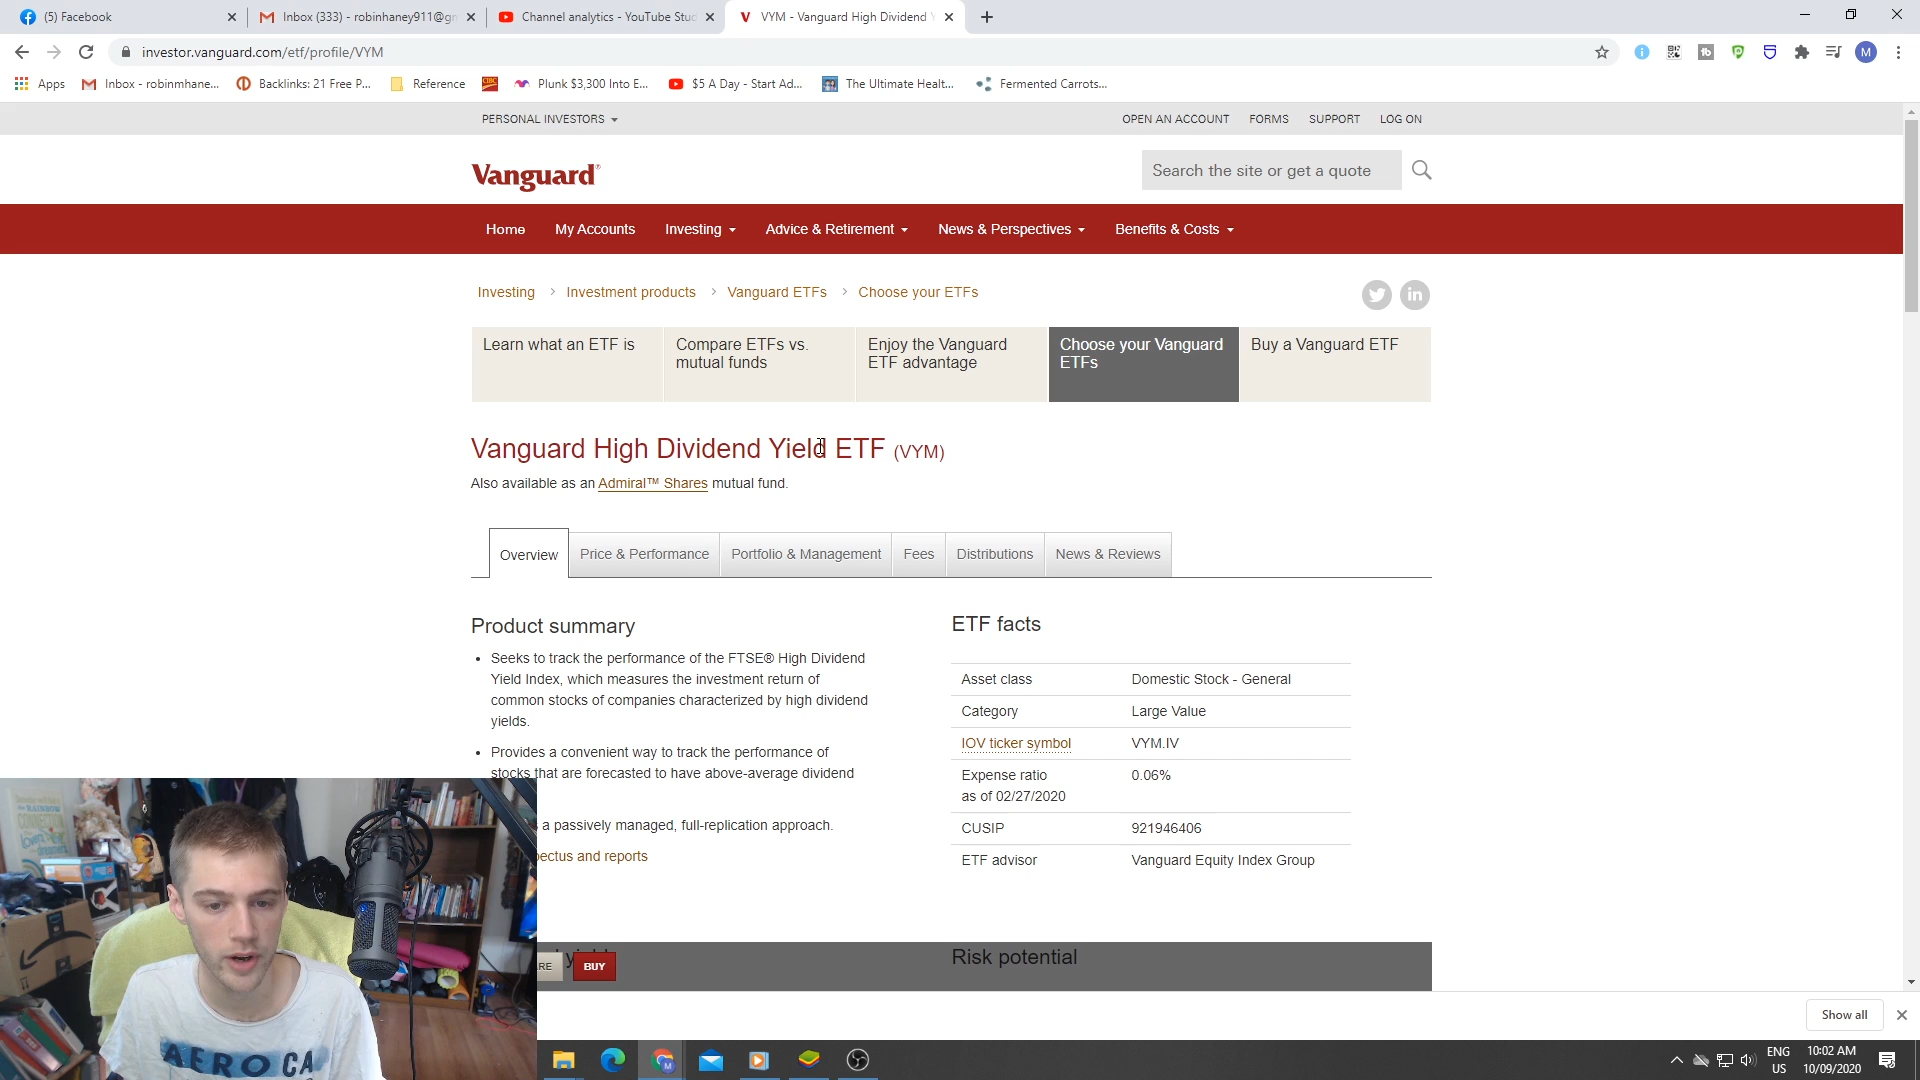 (5) Facebook
Inbox (333) - robinhaney911@gm
Channel analytics - YouTube Stud
VYM - Vanguard High Dividend Y
investor.vanguard.com/etf/profile/VYM
M
Apps
Inbox - robinmhane...
Backlinks: 21 Free P...
Reference
CIBC
Plunk $3,300 Into E...
$5 A Day - Start Ad...
The Ultimate Healt...
Fermented Carrots...
PERSONAL INVESTORS
OPEN AN ACCOUNT
FORMS
SUPPORT
LOG ON
Vanguard®
Search the site or get a quote
Home
My Accounts
Investing
Advice & Retirement
News & Perspectives
Benefits & Costs
Investing > Investment products > Vanguard ETFs > Choose your ETFs
Learn what an ETF is
Compare ETFs vs.
mutual funds
Enjoy the Vanguard
ETF advantage
Choose your Vanguard
ETFs
Buy a Vanguard ETF
Vanguard High Dividend Yield ETF (VYM)
Also available as an Admiral™ Shares mutual fund.
Overview
Price & Performance
Portfolio & Management
Fees
Distributions
News & Reviews
Product summary
• Seeks to track the performance of the FTSE® High Dividend
Yield Index, which measures the investment return of
common stocks of companies characterized by high dividend
yields.
• Provides a convenient way to track the performance of
stocks that are forecasted to have above-average dividend
a passively managed, full-replication approach.
pectus and reports
ETF facts
Asset class Domestic Stock - General
Category Large Value
IOV ticker symbol VYM.IV
Expense ratio 0.06%
as of 02/27/2020
CUSIP 921946406
ETF advisor Vanguard Equity Index Group
ARE
BUY
Risk potential
Show all
AEROCA
ENG
US
10:02 AM
10/09/2020